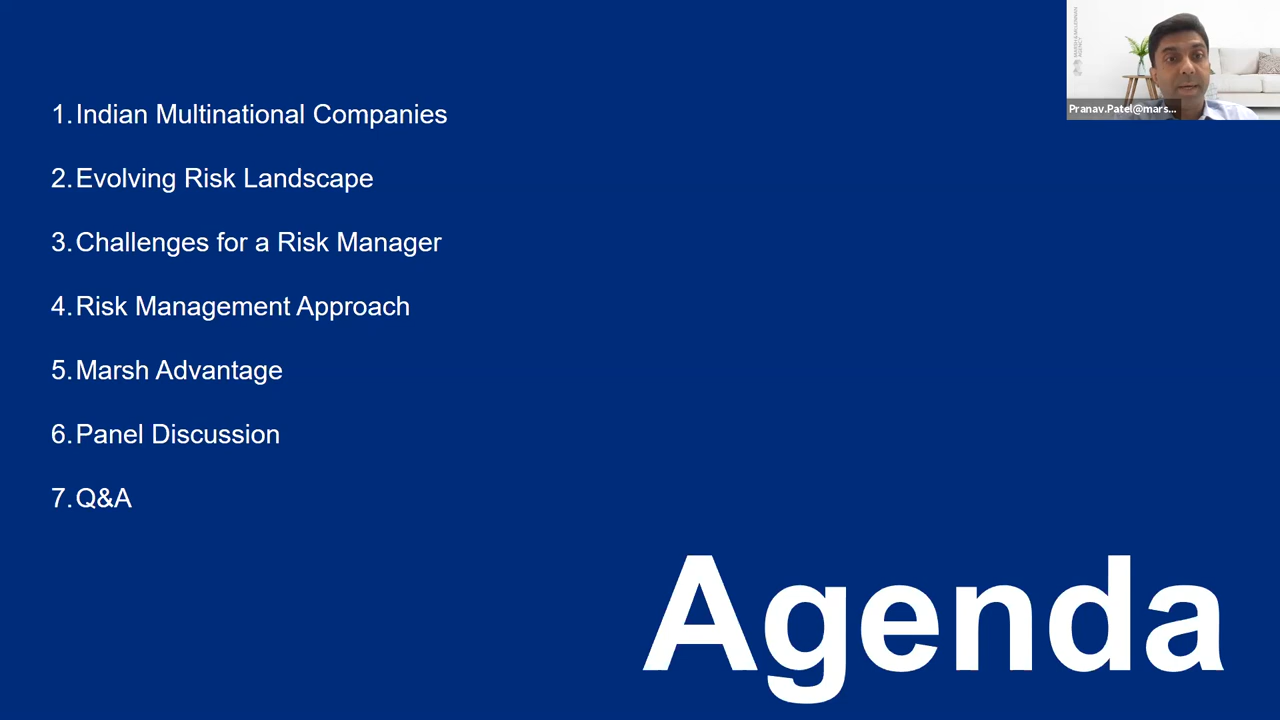 1. Indian Multinational Companies
2. Evolving Risk Landscape
3. Challenges for a Risk Manager
4. Risk Management Approach
5. Marsh Advantage
6. Panel Discussion
7. Q&A
Agenda
Pranav.Patel@mars...